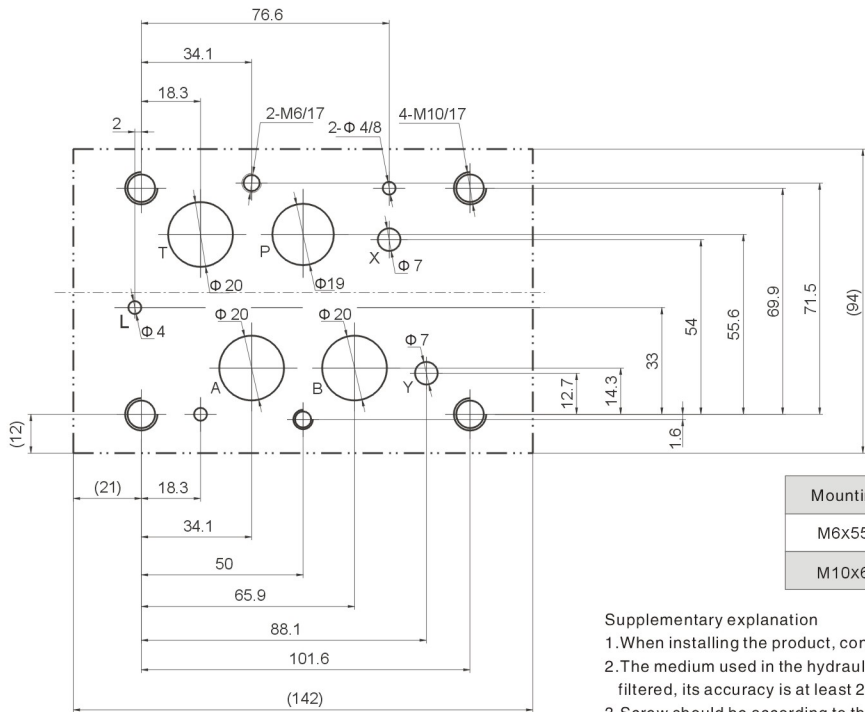 76.6
34.1
18.3
2
2-M6/17
2-Φ 4/8
4-M10/17
T
P
X
Φ 7
Φ 20
Φ19
L
Φ 4
Φ 20
Φ 20
Φ 7
A
B
Y
12.7
14.3
33
54
55.6
69.9
71.5
(94)
1.6
(12)
(21)
18.3
34.1
50
65.9
88.1
101.6
(142)
Mounti
M6x55
M10x6
Supplementary explanation
1.When installing the product, con
2.The medium used in the hydraul
filtered, its accuracy is at least 2